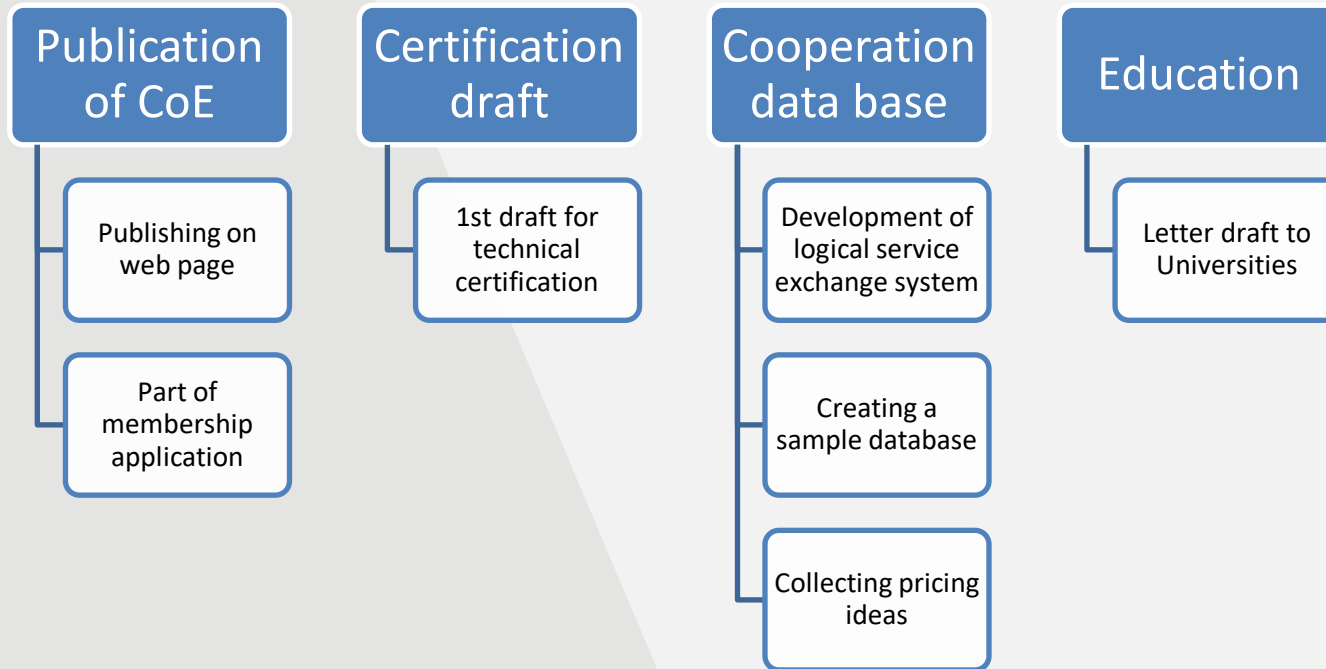 Publication
of CoE
Publishing on
web page
Part of
membership
application
Certification
draft
1st draft for
technical
certification
Cooperation
data base
Development of
logical service
exchange system
Creating a
sample database
Collecting pricing
ideas
Education
Letter draft to
Universities